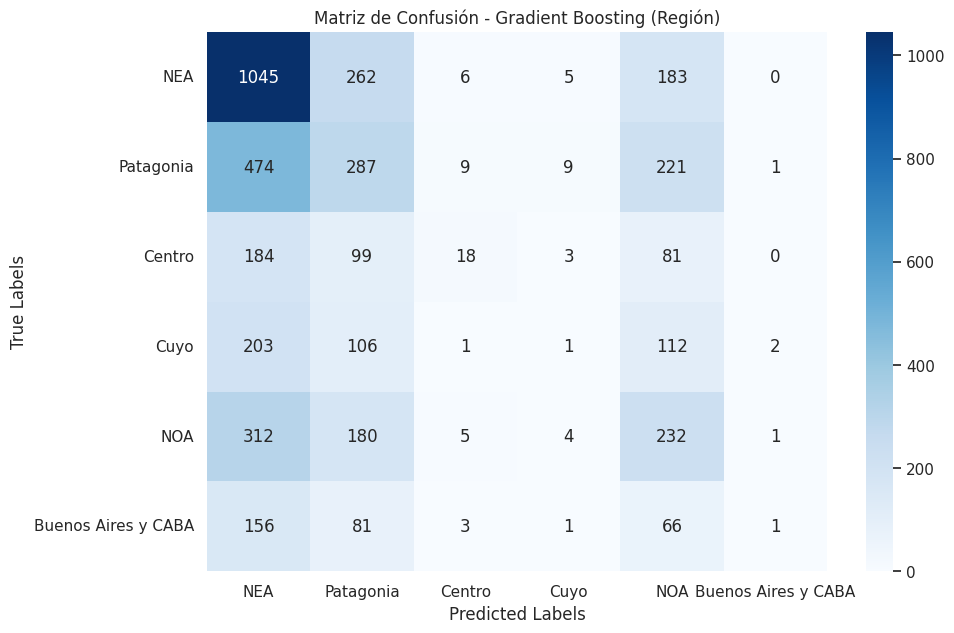 Matriz de Confusión - Gradient Boosting (Región)
True Labels
NEA 1045 262 6 5 183 0
Patagonia 474 287 9 9 221 1
Centro 184 99 18 3 81 0
Cuyo 203 106 1 1 112 2
NOA 312 180 5 4 232 1
Buenos Aires y CABA 156 81 3 1 66 1
NEA Patagonia Centro Cuyo NOA Buenos Aires y CABA
Predicted Labels
1000
800
600
400
200
0